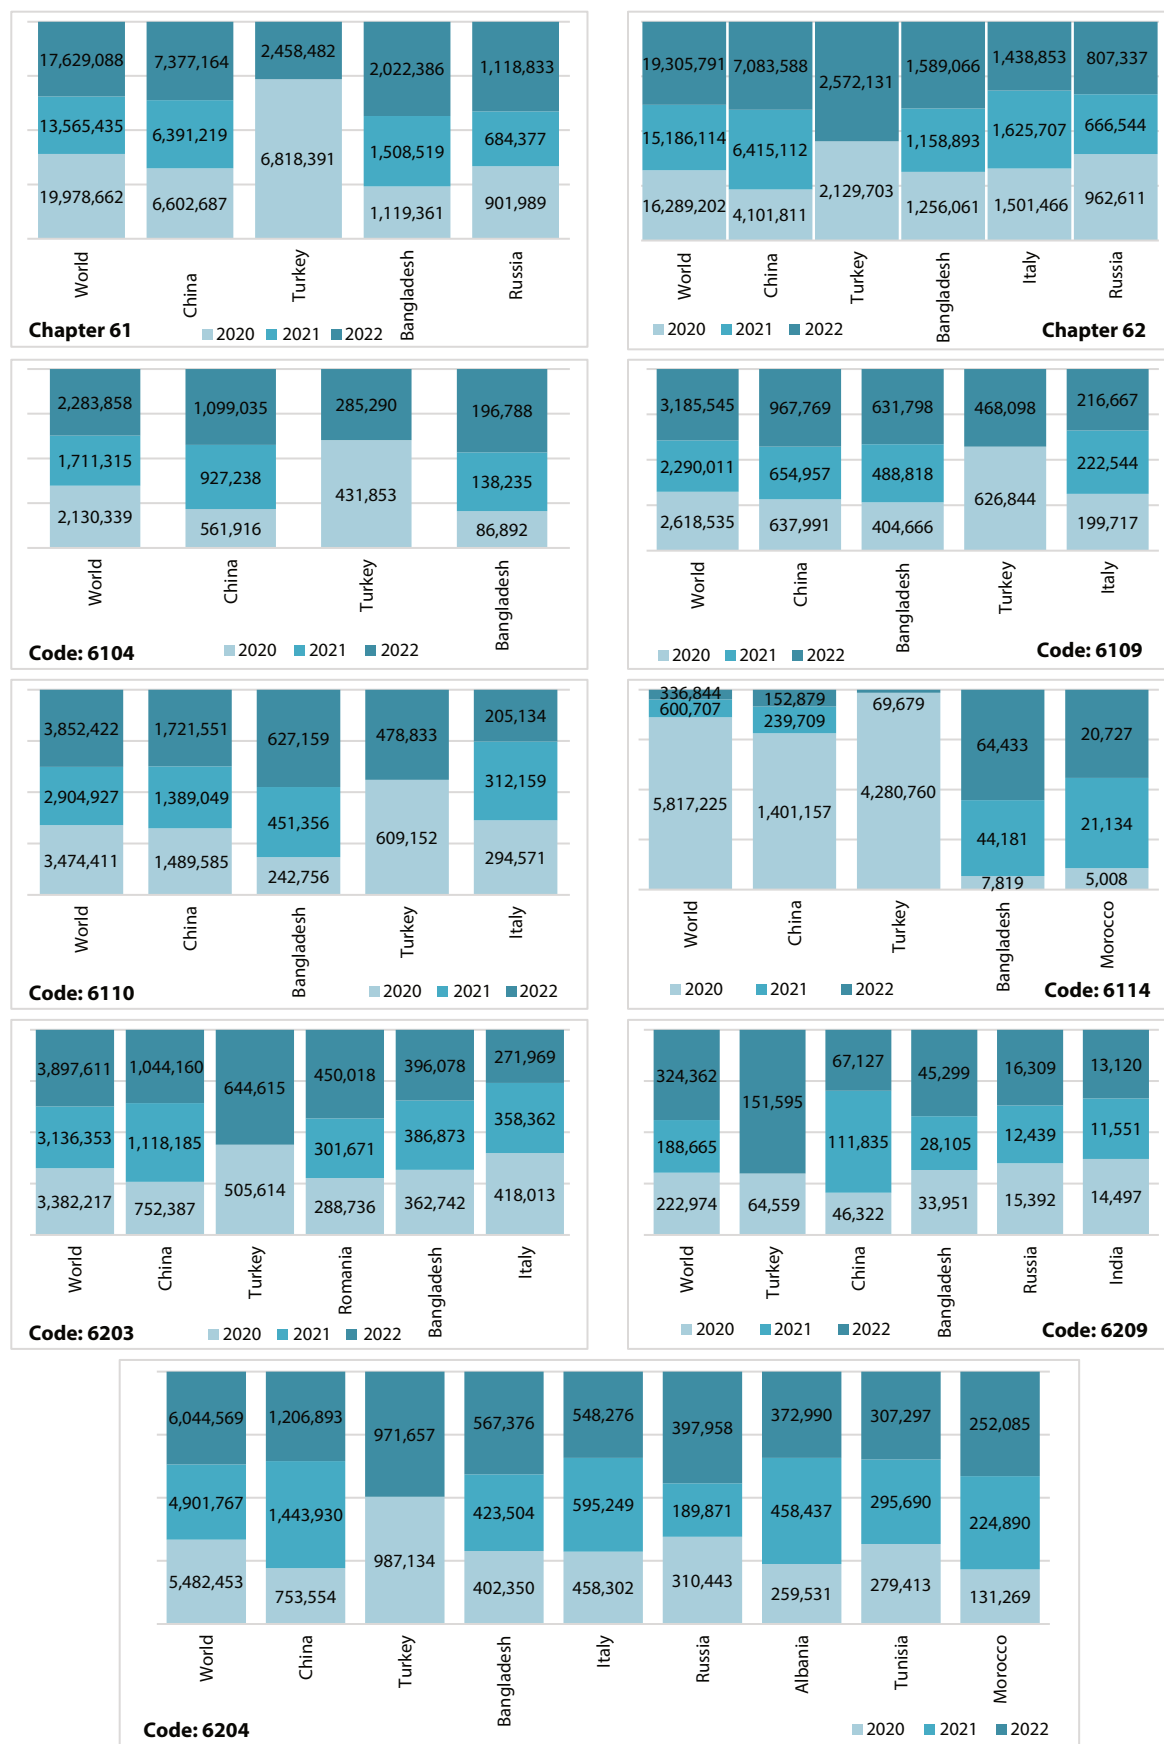 17,629,088 7,377,164 2,458,482 2,022,386 1,118,833
13,565,435 6,391,219 1,508,519 684,377
19,978,662 6,602,687 6,818,391 1,119,361 901,989
World China Turkey Bangladesh Russia
Chapter 61 2020 2021 2022
19,305,791 7,083,588 2,572,131 1,589,066 1,438,853 807,337
15,186,114 6,415,112 1,158,893 1,625,707 666,544
16,289,202 4,101,811 2,129,703 1,256,061 1,501,466 962,611
World China Turkey Bangladesh Italy Russia
2020 2021 2022 Chapter 62
2,283,858 1,099,035 285,290 196,788
1,711,315 927,238 138,235
2,130,339 561,916 431,853 86,892
World China Turkey Bangladesh
Code: 6104 2020 2021 2022
3,185,545 967,769 631,798 468,098 216,667
2,290,011 654,957 488,818 222,544
2,618,535 637,991 404,666 626,844 199,717
World China Bangladesh Turkey Italy
2020 2021 2022 Code: 6109
3,852,422 1,721,551 627,159 478,833 205,134
2,904,927 1,389,049 451,356 312,159
3,474,411 1,489,585 242,756 609,152 294,571
World China Bangladesh Turkey Italy
Code: 6110 2020 2021 2022
336,844 152,879 69,679 64,433 20,727
600,707 239,709 44,181 21,134
5,817,225 1,401,157 4,280,760 7,819 5,008
World China Turkey Bangladesh Morocco
2020 2021 2022 Code: 6114
3,897,611 1,044,160 644,615 450,018 396,078 271,969
3,136,353 1,118,185 301,671 386,873 358,362
3,382,217 752,387 505,614 288,736 362,742 418,013
World China Turkey Romania Bangladesh Italy
Code: 6203 2020 2021 2022
324,362 151,595 67,127 45,299 16,309 13,120
188,665 111,835 28,105 12,439 11,551
222,974 64,559 46,322 33,951 15,392 14,497
World Turkey China Bangladesh Russia India
2020 2021 2022 Code: 6209
6,044,569 1,206,893 971,657 567,376 548,276 397,958 372,990 307,297 252,085
4,901,767 1,443,930 423,504 595,249 189,871 458,437 295,690 224,890
5,482,453 753,554 987,134 402,350 458,302 310,443 259,531 279,413 131,269
World China Turkey Bangladesh Italy Russia Albania Tunisia Morocco
Code: 6204 2020 2021 2022